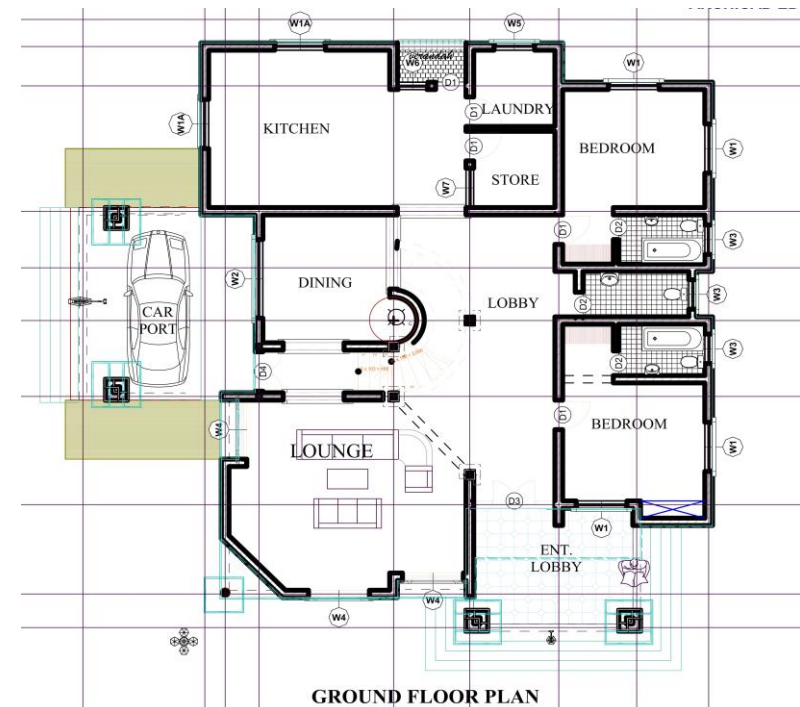 W1A
W5
Verandah
W6
D1
W1
LAUNDRY
D1
W1A
KITCHEN
D1
BEDROOM
W1
STORE
W7
D1
D2
W3
W2
DINING
LOBBY
D2
W3
CAR
PORT
D4
D2
W3
D1
BEDROOM
W4
LOUNGE
W1
D3
W1
ENT.
LOBBY
W4
W4
GROUND FLOOR PLAN